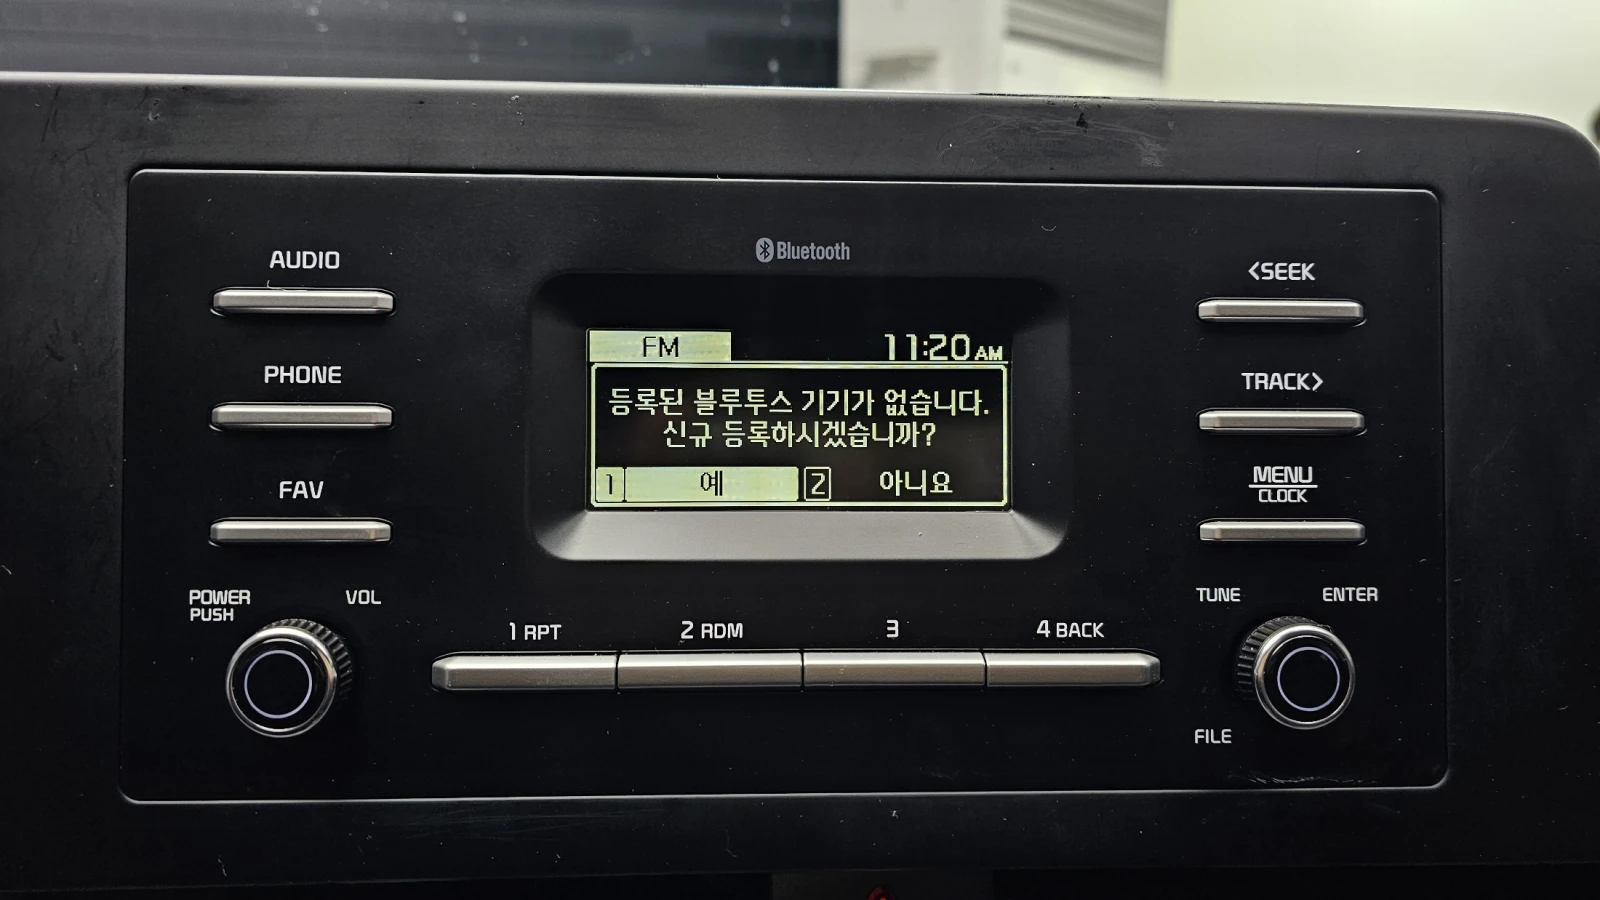 Bluetooth
AUDIO
<SEEK
FM 11:20 AM
PHONE
TRACK>
등록된 블루투스 기기가 없습니다.
신규 등록하시겠습니까?
1 예 2 아니요
FAV
MENU
CLOCK
POWER
PUSH
VOL
TUNE
ENTER
1 RPT
2 RDM
3
4 BACK
FILE